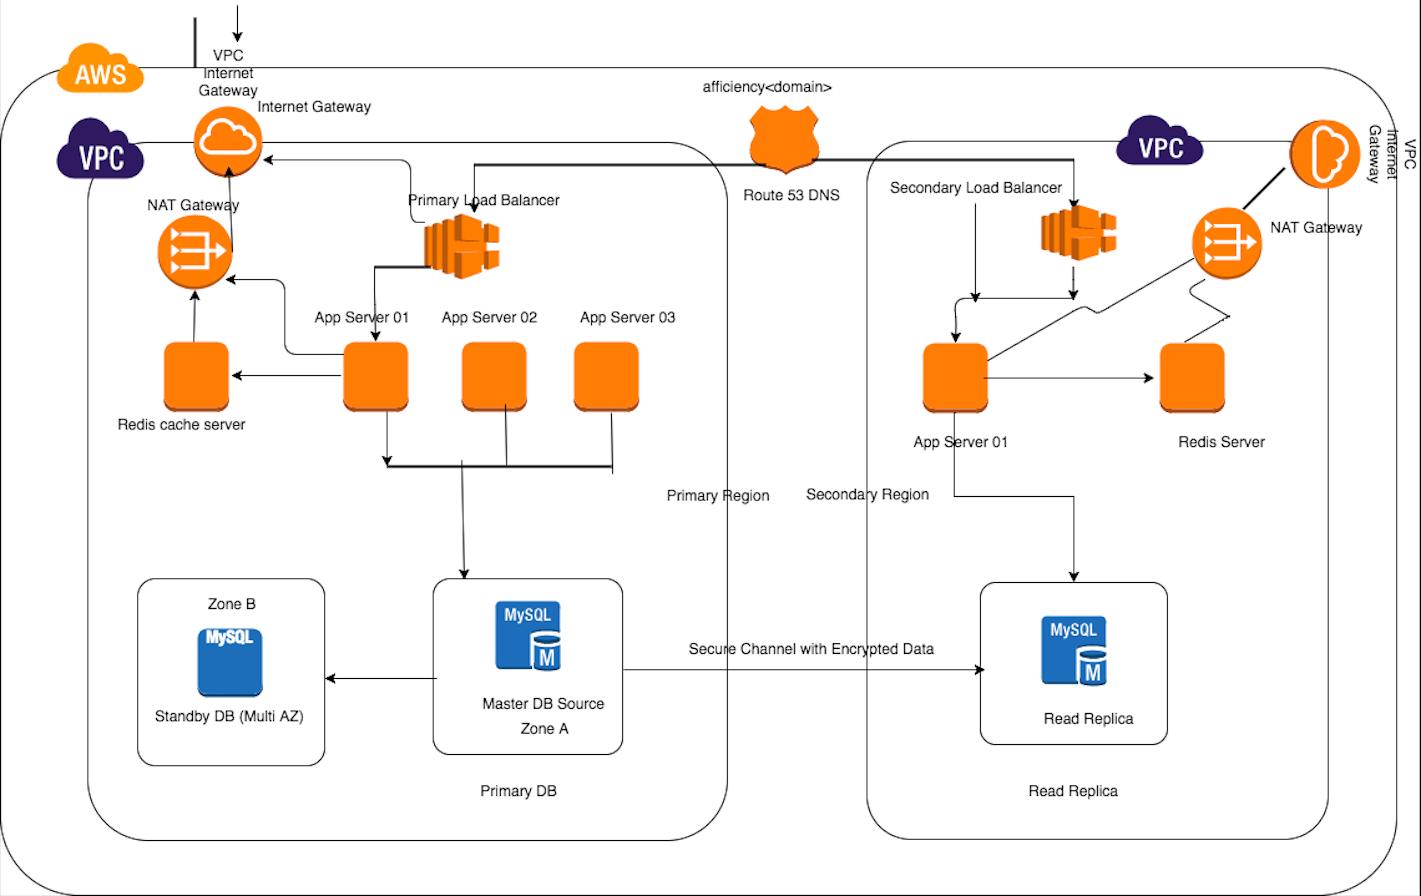 VPC
Internet
Gateway
AWS
Internet Gateway
afficiency<domain>
VPC
Internet
Gateway
VPC
VPC
Route 53 DNS
Secondary Load Balancer
NAT Gateway
Primary Load Balancer
NAT Gateway
App Server 01
App Server 02
App Server 03
Redis cache server
App Server 01
Redis Server
Primary Region
Secondary Region
Zone B
MySQL
Standby DB (Multi AZ)
MySQL
M
Master DB Source
Zone A
Secure Channel with Encrypted Data
MySQL
M
Read Replica
Primary DB
Read Replica